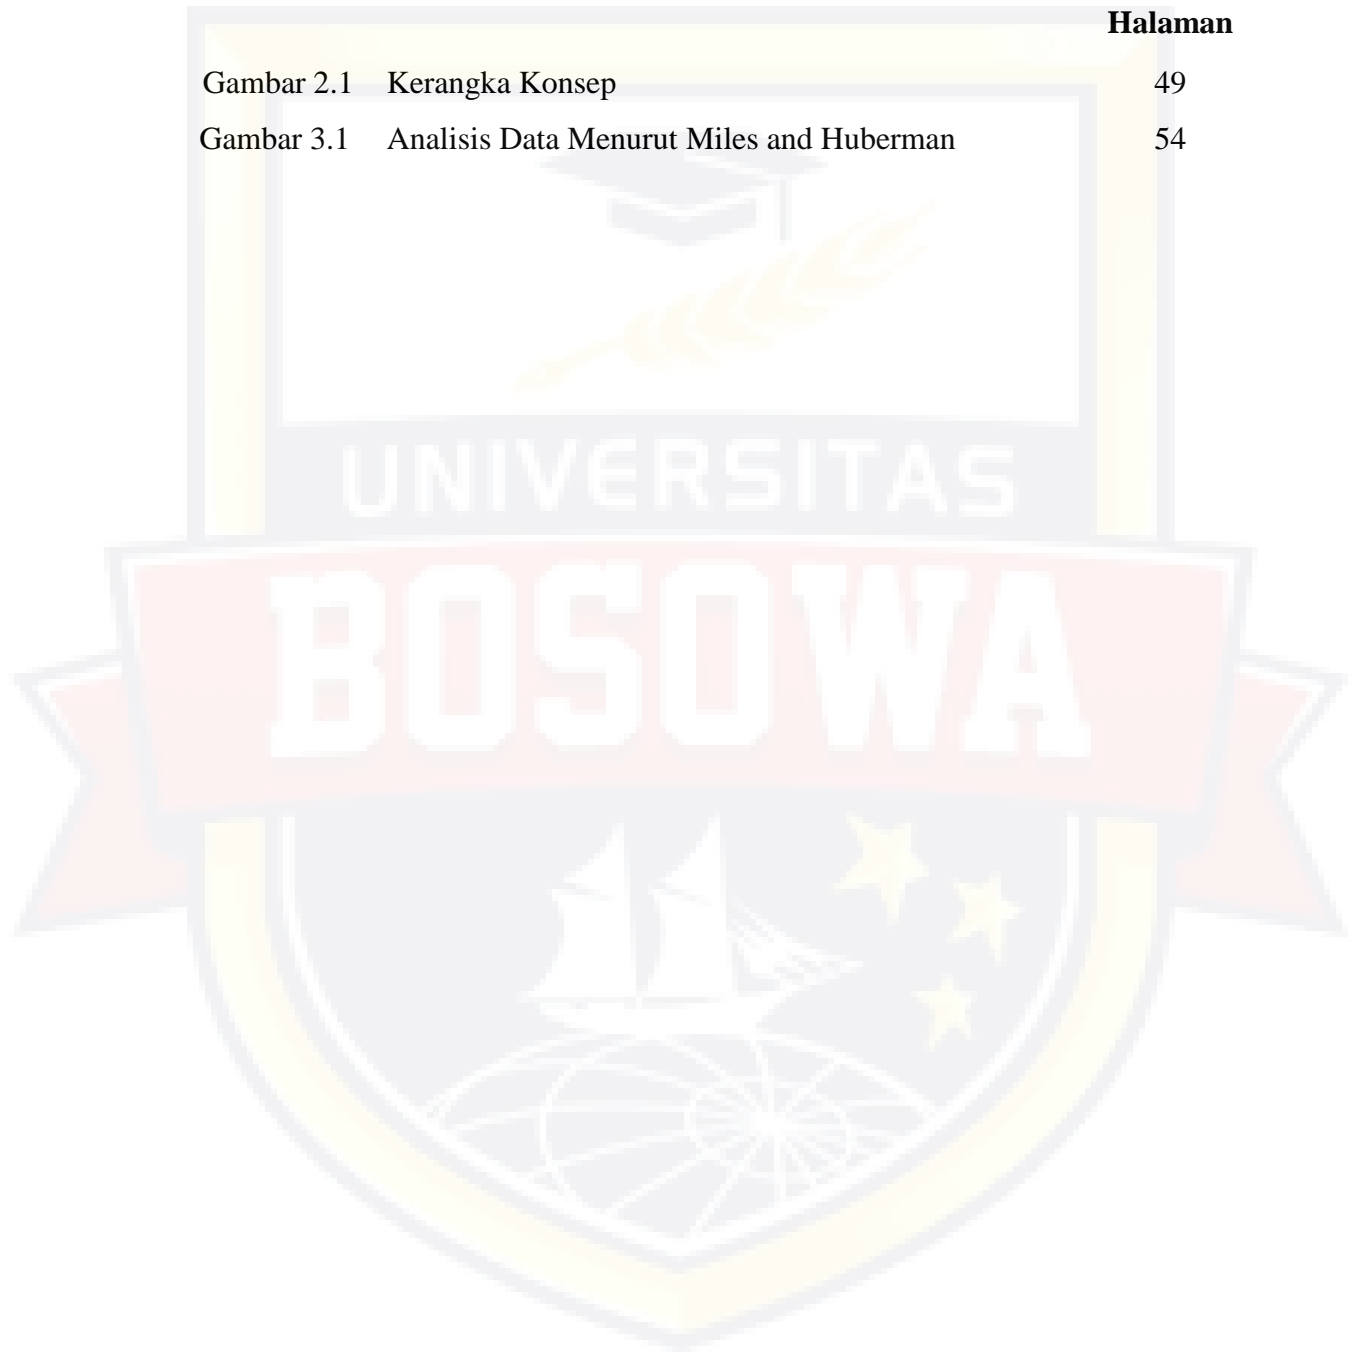 Halaman
Gambar 2.1 Kerangka Konsep 49
Gambar 3.1 Analisis Data Menurut Miles and Huberman 54
UNIVERSITAS
BOSOWA